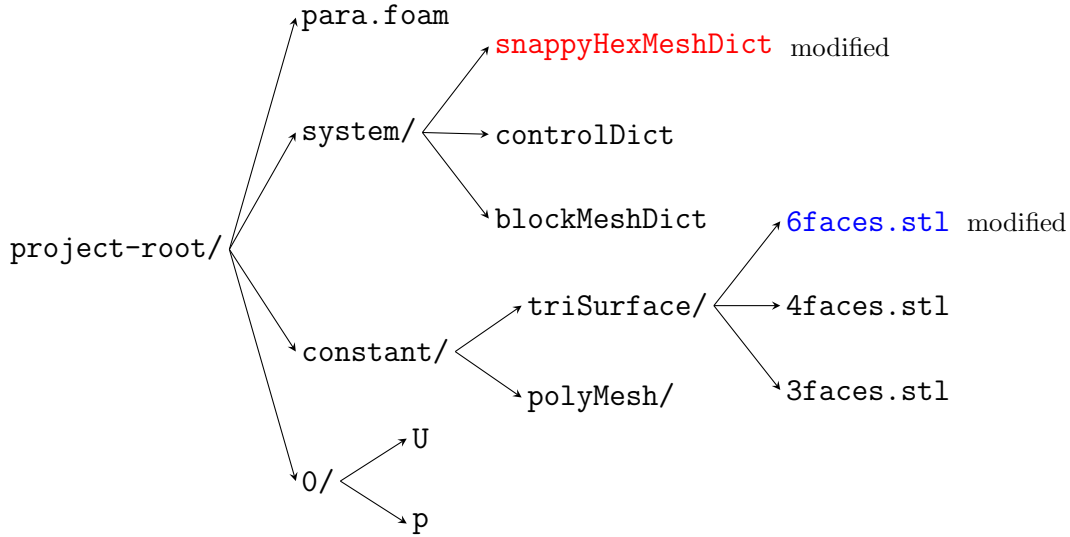 para.foam
snappyHexMeshDict modified
system/
controlDict
blockMeshDict
6faces.stl modified
project-root/
triSurface/
4faces.stl
constant/
3faces.stl
polyMesh/
U
0/
p